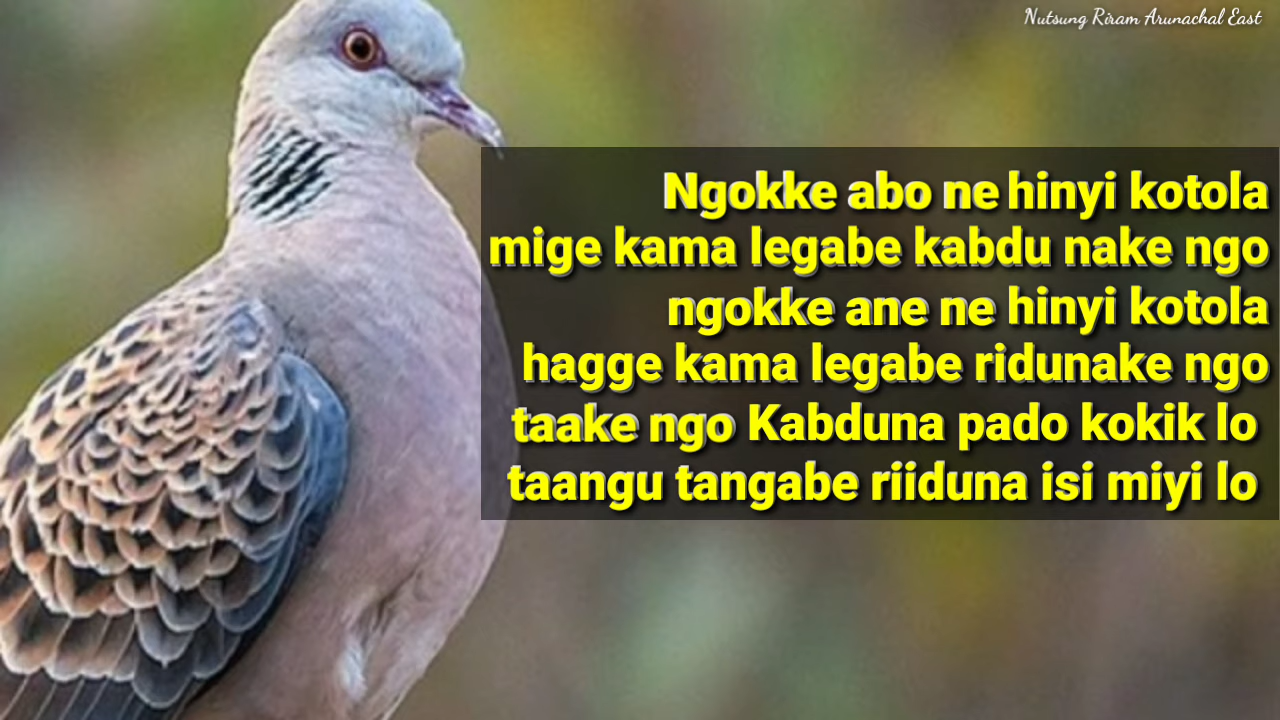 Nutsung Riram Arunachal East
Ngokke abo ne hinyi kotola
mige kama legabe kabdu nake ngo
ngokke ane ne hinyi kotola
hagge kama legabe ridunake ngo
taake ngo Kabduna pado kokik lo
taangu tangabe riiduna isi miyi lo